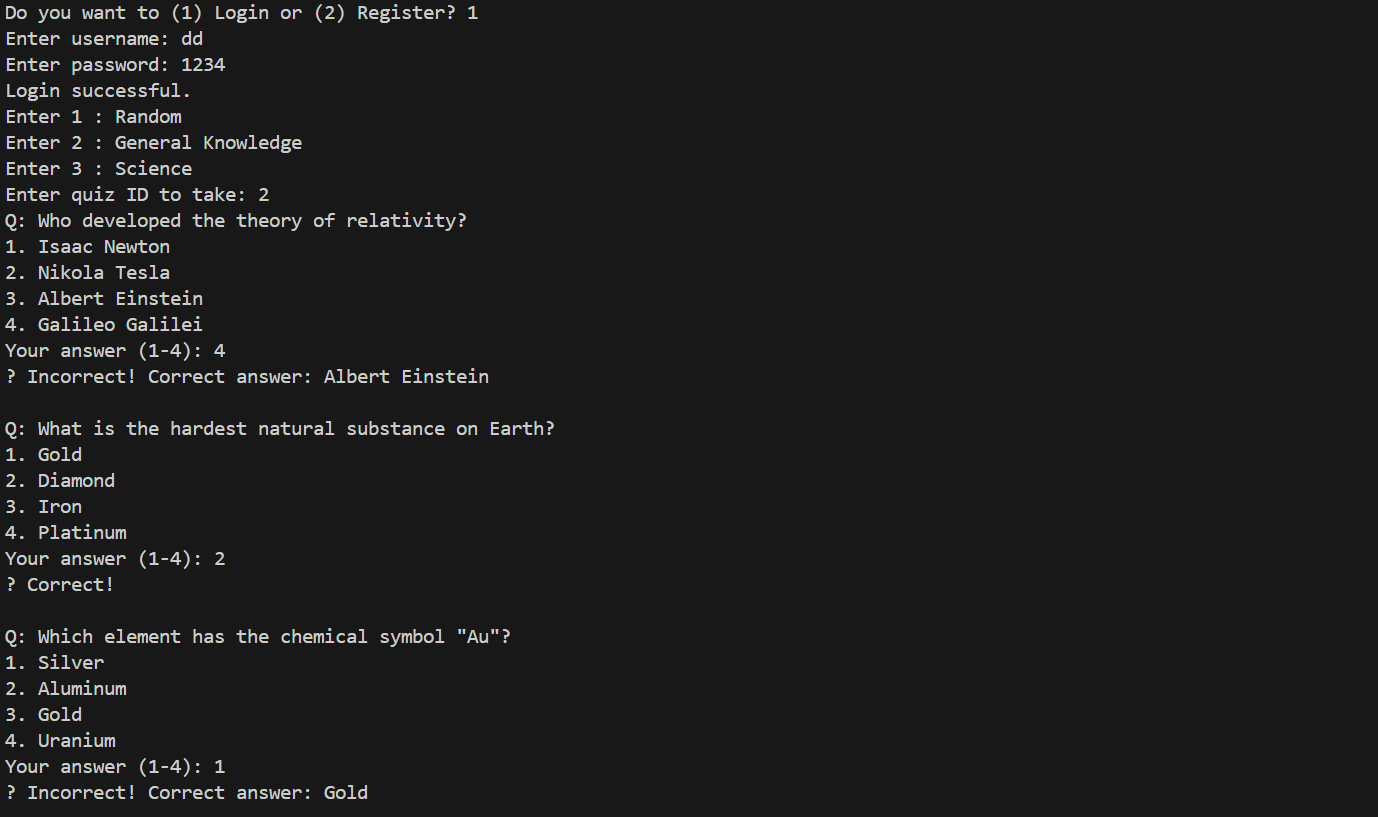 Do you want to (1) Login or (2) Register? 1
Enter username: dd
Enter password: 1234
Login successful.
Enter 1 : Random
Enter 2 : General Knowledge
Enter 3 : Science
Enter quiz ID to take: 2
Q: Who developed the theory of relativity?
1. Isaac Newton
2. Nikola Tesla
3. Albert Einstein
4. Galileo Galilei
Your answer (1-4): 4
? Incorrect! Correct answer: Albert Einstein

Q: What is the hardest natural substance on Earth?
1. Gold
2. Diamond
3. Iron
4. Platinum
Your answer (1-4): 2
? Correct!

Q: Which element has the chemical symbol "Au"?
1. Silver
2. Aluminum
3. Gold
4. Uranium
Your answer (1-4): 1
? Incorrect! Correct answer: Gold